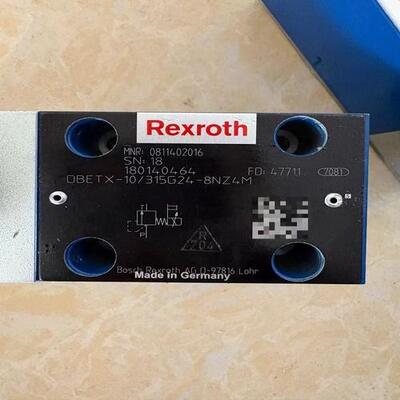 Rexroth
MNR: 0811402016
SN: 18
180140464 FD: 47711 7081
DBETX-10/315G24-8NZ4M
R
704
Bosch Rexroth AG D-97816 Lohr
Made in Germany